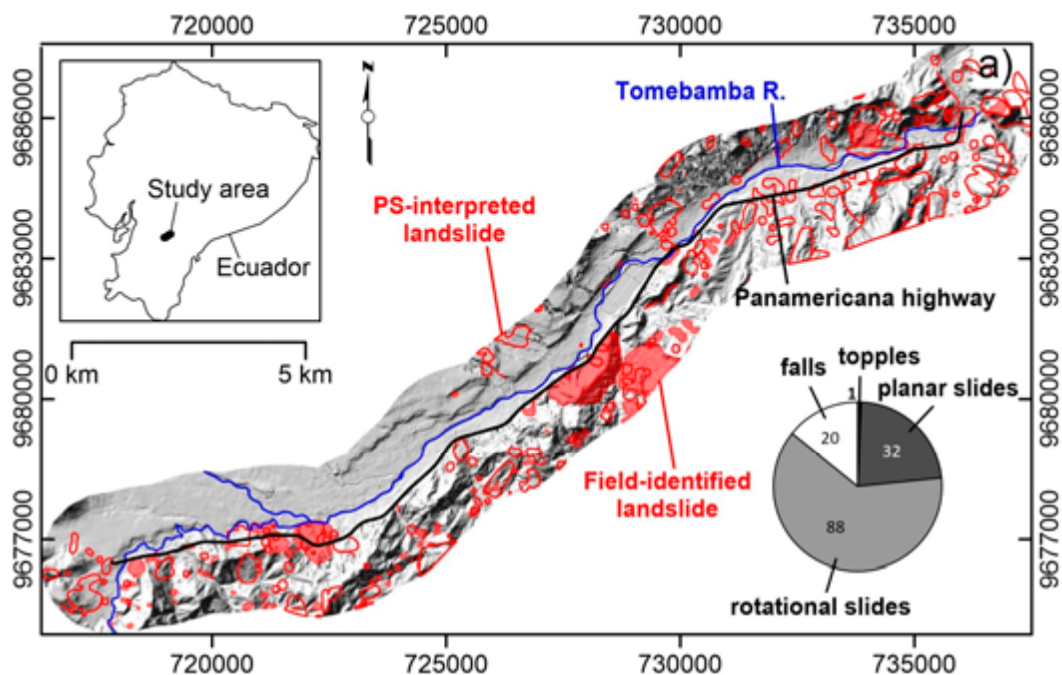 720000 725000 730000 735000
a)
N
Tomebamba R.
9686000
9686000
Study area
PS-interpreted
landslide
Ecuador
9683000
9683000
Panamericana highway
0 km 5 km
topples
falls
planar slides
1
20
32
9680000
9680000
Field-identified
landslide
88
9677000
9677000
rotational slides
720000 725000 730000 735000